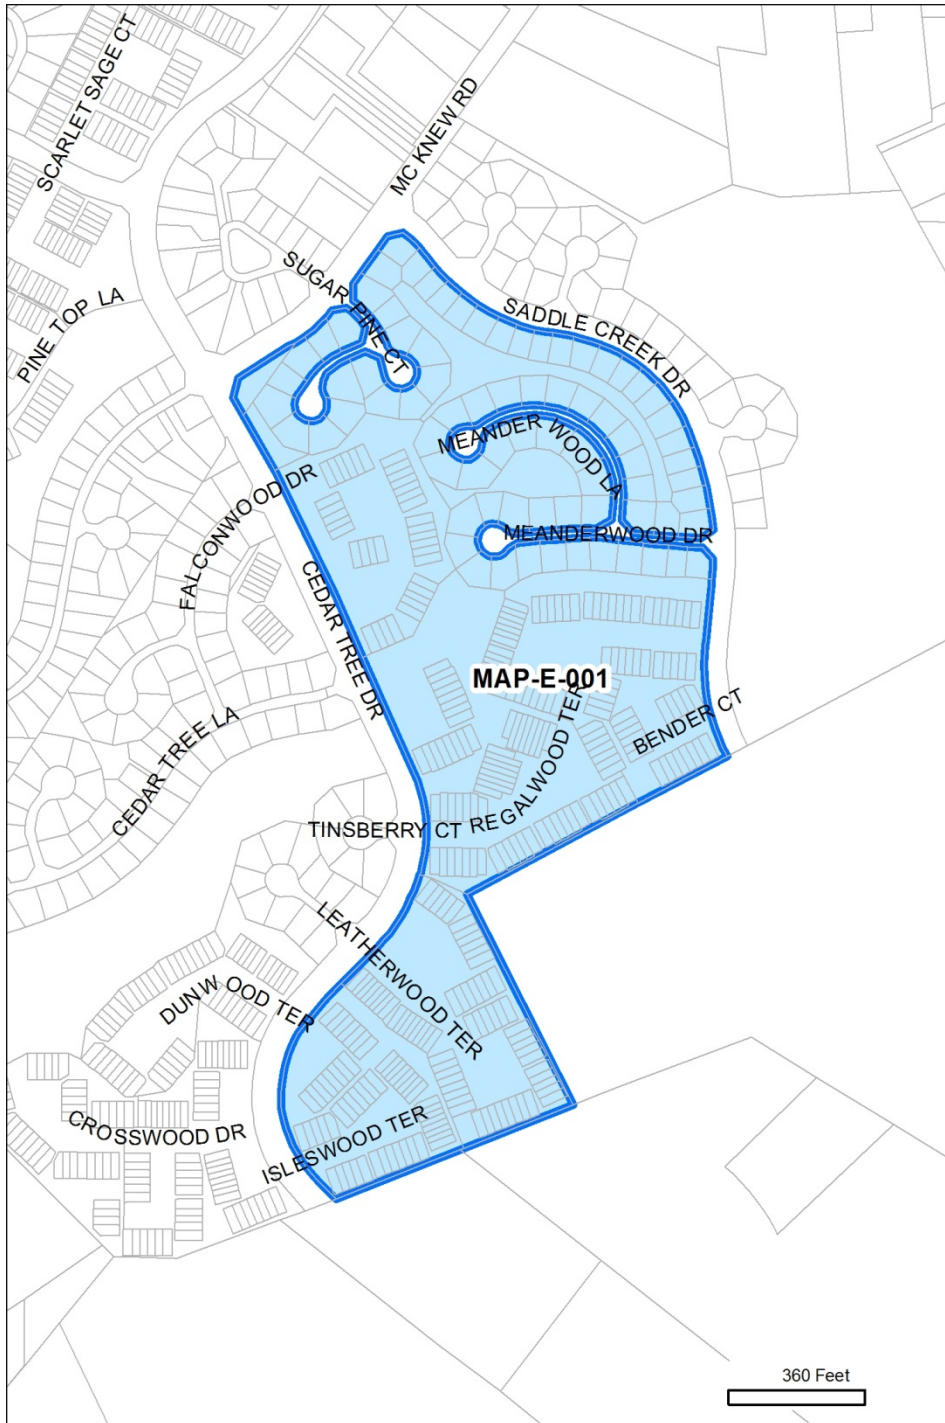 SCARLET SAGE CT
MC KNEW RD
SUGAR PINE CT
PINE TOP LA
SADDLE CREEK DR
MEANDER WOOD LA
FALCONWOOD DR
MEANDERWOOD DR
CEDAR TREE DR
MAP-E-001
BENDER CT
CEDAR TREE LA
REGALWOOD TER
TINSBERRY CT
LEATHERWOOD TER
DUNW OOD TER
CROSSWOOD DR
ISLESWOOD TER
360 Feet